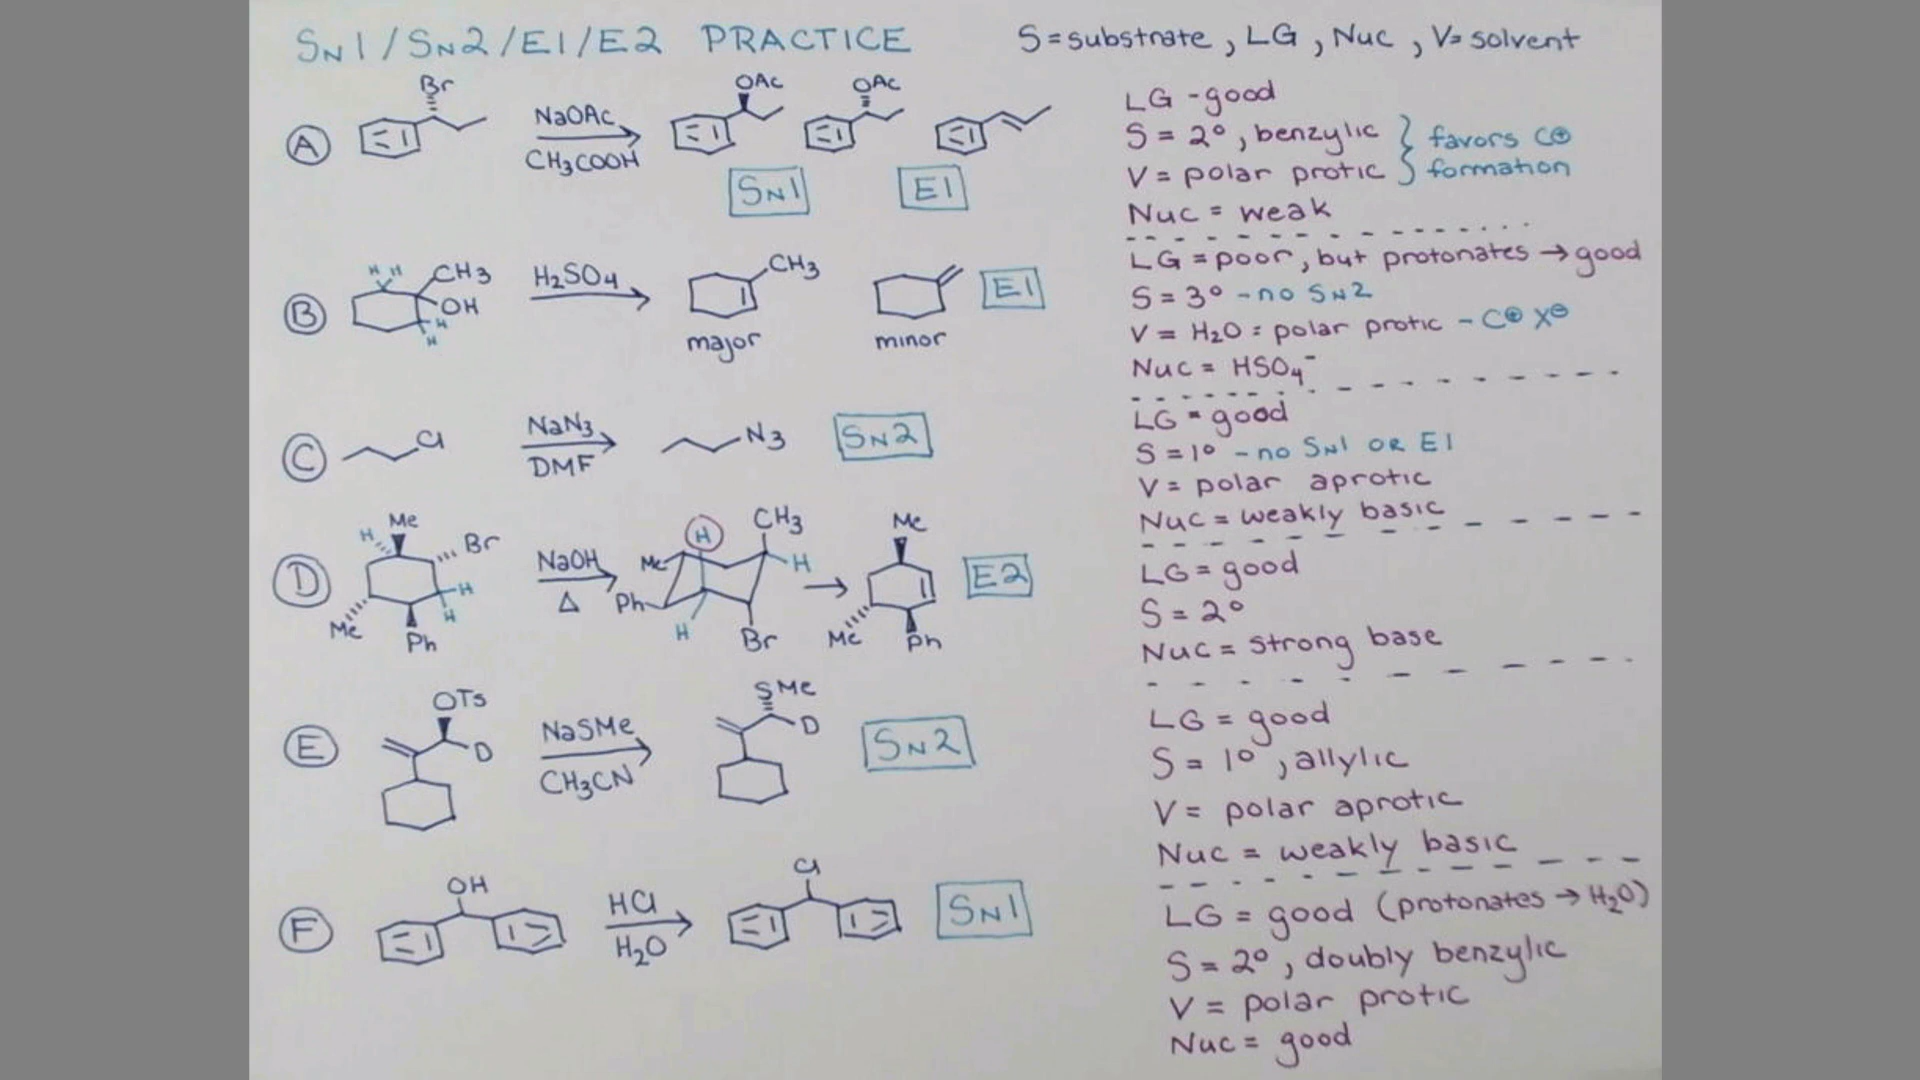 SN1/SN2/E1/E2 PRACTICE
S=substrate, LG, Nuc, V=solvent
A
Br
NaOAc
CH3COOH
OAc
OAc
SN1
E1
LG - good
S = 2°, benzylic } favors C⊕
V = polar protic } formation
Nuc = weak
B
H H
CH3
OH
H
H
H2SO4
CH3
major
minor
E1
LG = poor, but protonates → good
S = 3° - no SN2
V = H2O = polar protic - C⊕ X⊖
Nuc = HSO4⁻
C
Cl
NaN3
DMF
N3
SN2
LG = good
S = 1° - no SN1 OR E1
V = polar aprotic
Nuc = weakly basic
D
H
Me
Br
H
H
Me
Ph
NaOH
Δ
H
CH3
Me
H
Ph
H
Br
Me
Me
Ph
E2
LG = good
S = 2°
Nuc = strong base
E
OTs
D
NaSMe
CH3CN
SMe
D
SN2
LG = good
S = 1°, allylic
V = polar aprotic
Nuc = weakly basic
F
OH
HCl
H2O
Cl
SN1
LG = good (protonates → H2O)
S = 2°, doubly benzylic
V = polar protic
Nuc = good